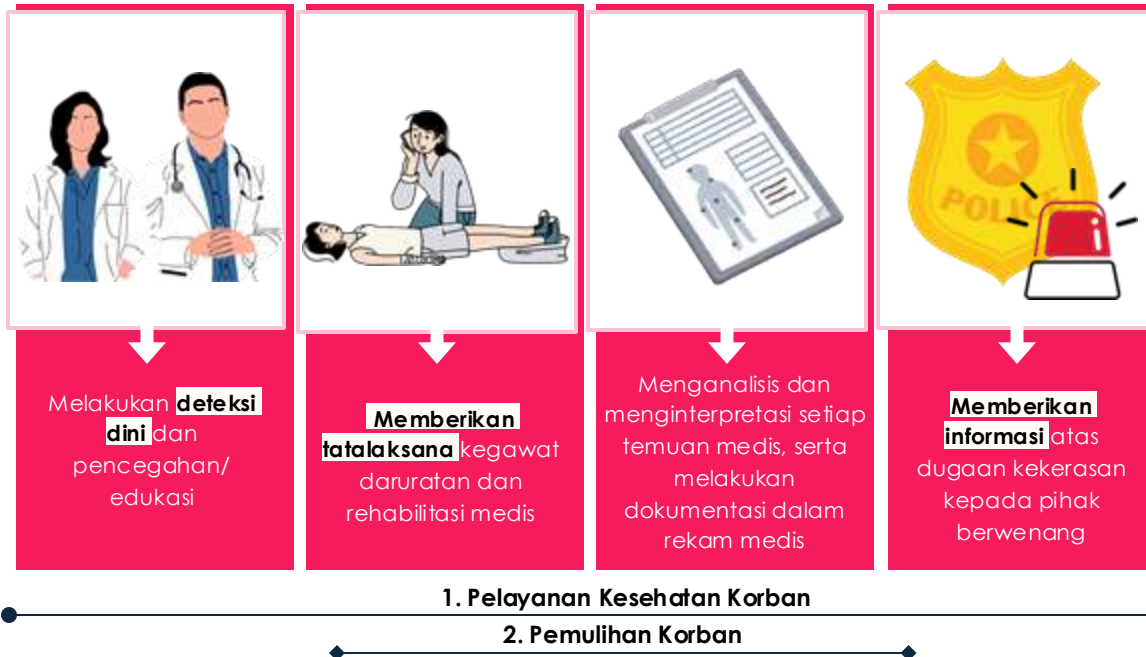 POLICE
Melakukan deteksi
dini dan
pencegahan/
edukasi
Memberikan
tatalaksana kegawat
daruratan dan
rehabilitasi medis
Menganalisis dan
menginterpretasi setiap
temuan medis, serta
melakukan
dokumentasi dalam
rekam medis
Memberikan
informasi atas
dugaan kekerasan
kepada pihak
berwenang
1. Pelayanan Kesehatan Korban
2. Pemulihan Korban